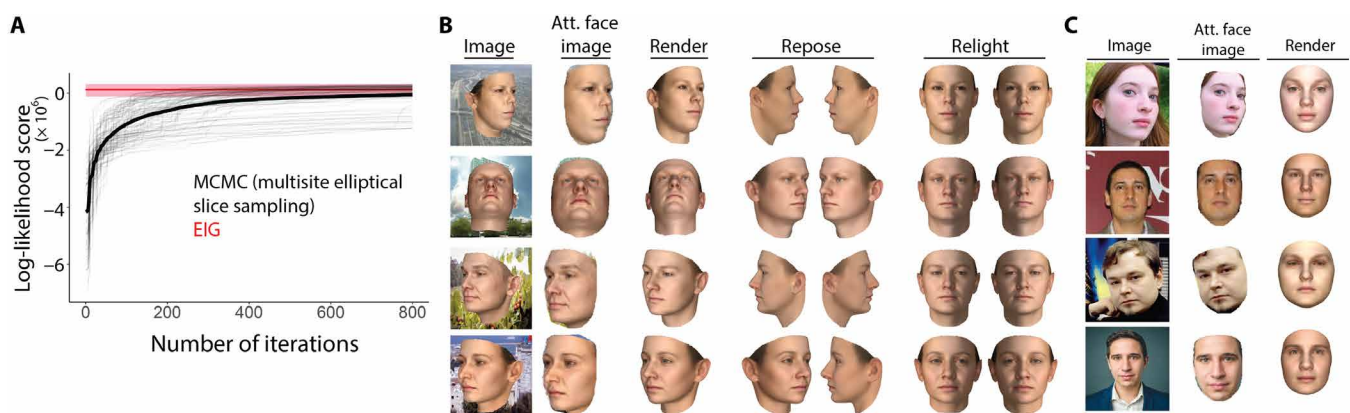 A
Log-likelihood score
(× 10⁶)
0
−2
−4
−6
MCMC (multisite elliptical
slice sampling)
EIG
0
200
400
600
800
Number of iterations
B
Image
Att. face
image
Render
Repose
Relight
C
Image
Att. face
image
Render